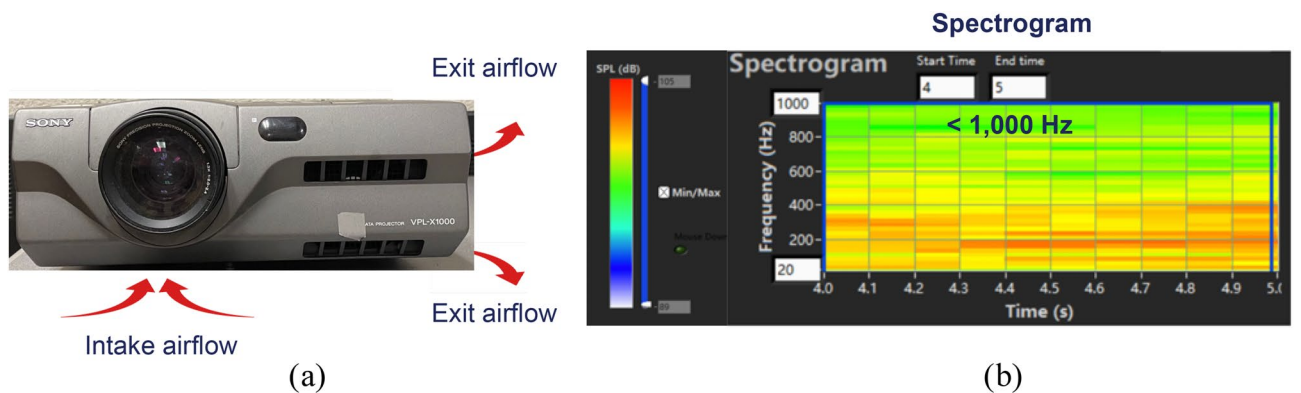 Spectrogram
Exit airflow
SONY
DATA PROJECTOR VPL-X1000
Exit airflow
Intake airflow
(a)
SPL (dB)
105
Min/Max
Mouse Down
89
Spectrogram
Start Time End time
4 5
1000
< 1,000 Hz
800
600
400
200
20
Frequency (Hz)
4.0 4.1 4.2 4.3 4.4 4.5 4.6 4.7 4.8 4.9 5.0
Time (s)
(b)